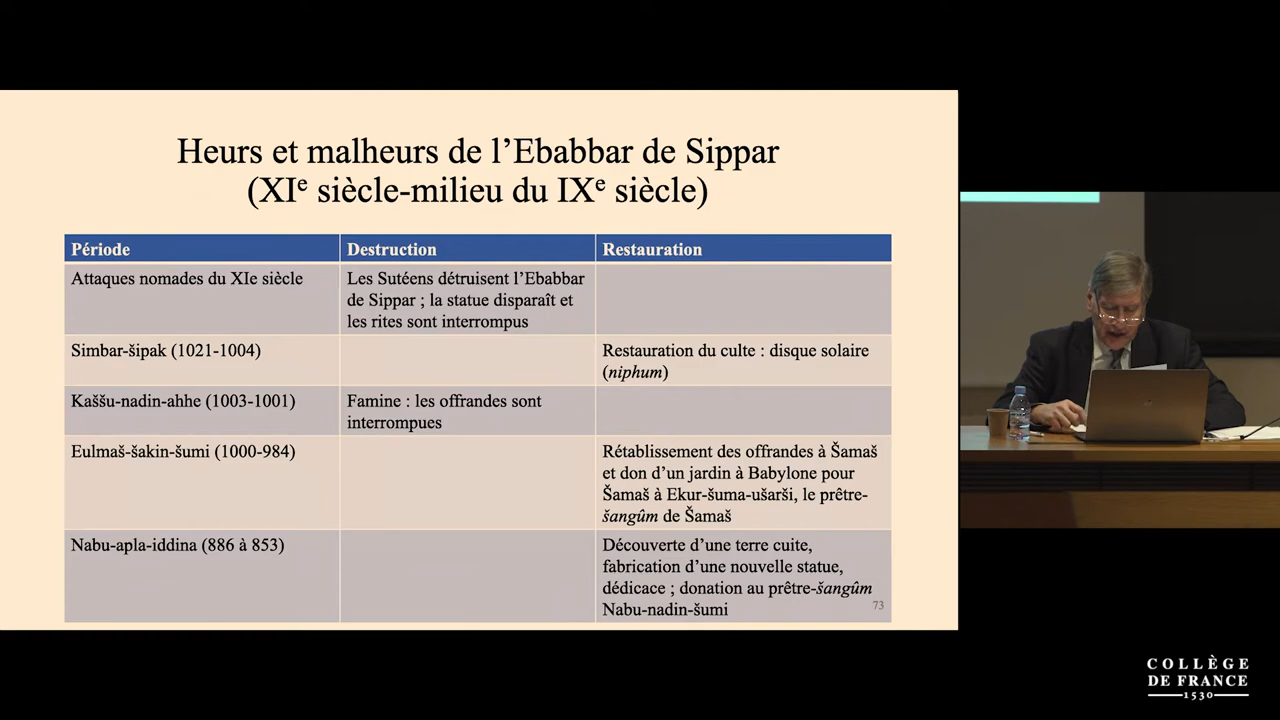 Heurs et malheurs de l’Ebabbar de Sippar
(XIe siècle-milieu du IXe siècle)
Période
Destruction
Restauration
Attaques nomades du XIe siècle
Les Sutéens détruisent l’Ebabbar
de Sippar ; la statue disparaît et
les rites sont interrompus
Simbar-šipak (1021-1004)
Restauration du culte : disque solaire
(niphum)
Kaššu-nadin-ahhe (1003-1001)
Famine : les offrandes sont
interrompues
Eulmaš-šakin-šumi (1000-984)
Rétablissement des offrandes à Šamaš
et don d’un jardin à Babylone pour
Šamaš à Ekur-šuma-ušarši, le prêtre-
šangûm de Šamaš
Nabu-apla-iddina (886 à 853)
Découverte d’une terre cuite,
fabrication d’une nouvelle statue,
dédicace ; donation au prêtre-šangûm
Nabu-nadin-šumi
73
COLLÈGE
DE FRANCE
1530